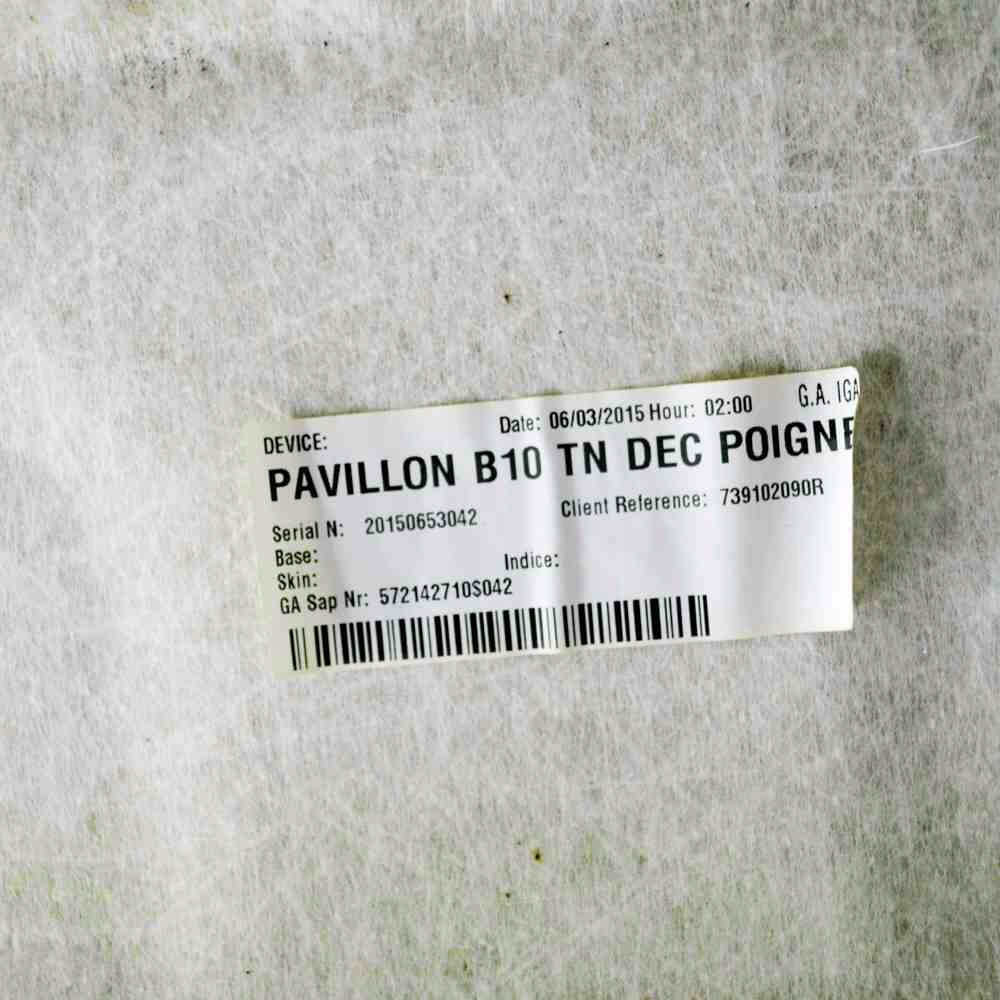 DEVICE: Date: 06/03/2015 Hour: 02:00 G.A. IGA
PAVILLON B10 TN DEC POIGNE
Serial N: 20150653042 Client Reference: 739102090R
Base:
Skin: Indice:
GA Sap Nr: 572142710S042